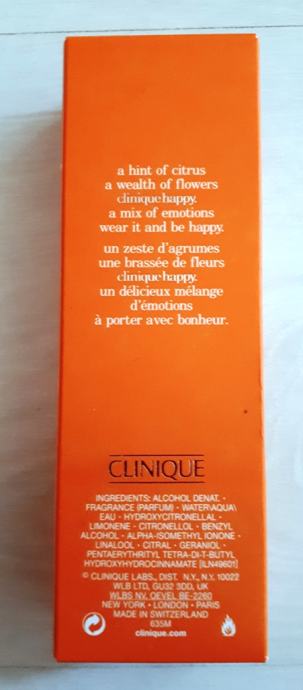 a hint of citrus
a wealth of flowers
clinique happy.
a mix of emotions
wear it and be happy.
un zeste d'agrumes
une brassée de fleurs
clinique happy.
un délicieux mélange
d'émotions
à porter avec bonheur.
CLINIQUE
INGREDIENTS: ALCOHOL DENAT. •
FRAGRANCE (PARFUM) • WATER\AQUA\
EAU • HYDROXYCITRONELLAL •
LIMONENE • CITRONELLOL • BENZYL
ALCOHOL • ALPHA-ISOMETHYL IONONE •
LINALOOL • CITRAL • GERANIOL •
PENTAERYTHRITYL TETRA-DI-T-BUTYL
HYDROXYHYDROCINNAMATE [ILN49601]
© CLINIQUE LABS., DIST. N.Y., N.Y. 10022
WLB LTD, GU32 3DD, UK
WLBS NV. OEVEL BE-2260
NEW YORK • LONDON • PARIS
MADE IN SWITZERLAND
635M
clinique.com